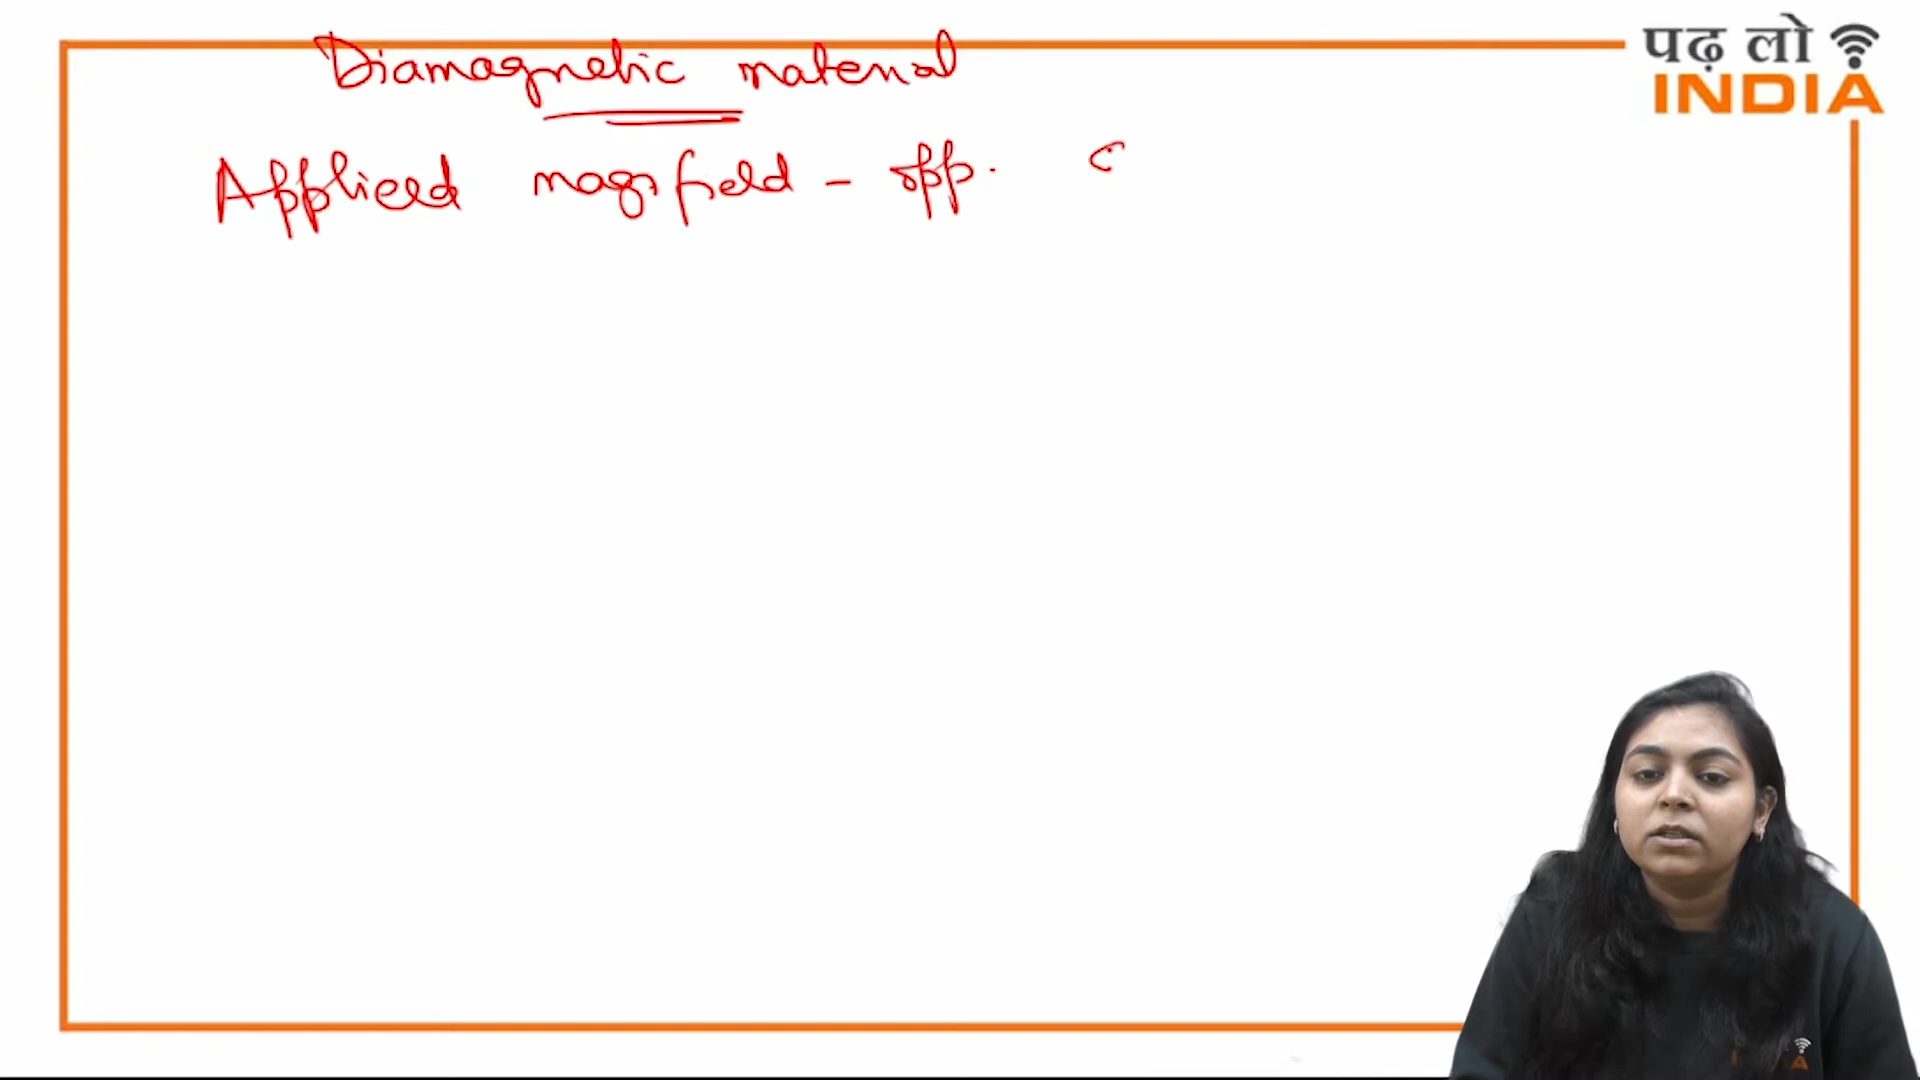 Diamagnetic material
पढ़ लो
INDIA
Applied mag. field - opp.